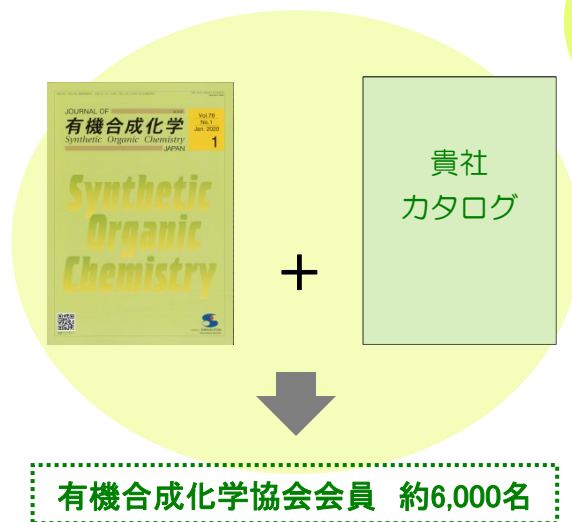 JOURNAL OF
有機合成化学
Synthetic Organic Chemistry
JAPAN
Vol.78
No.1
Jan. 2020
1
Synthetic
Organic
Chemistry
貴社
カタログ
+
有機合成化学協会会員 約6,000名